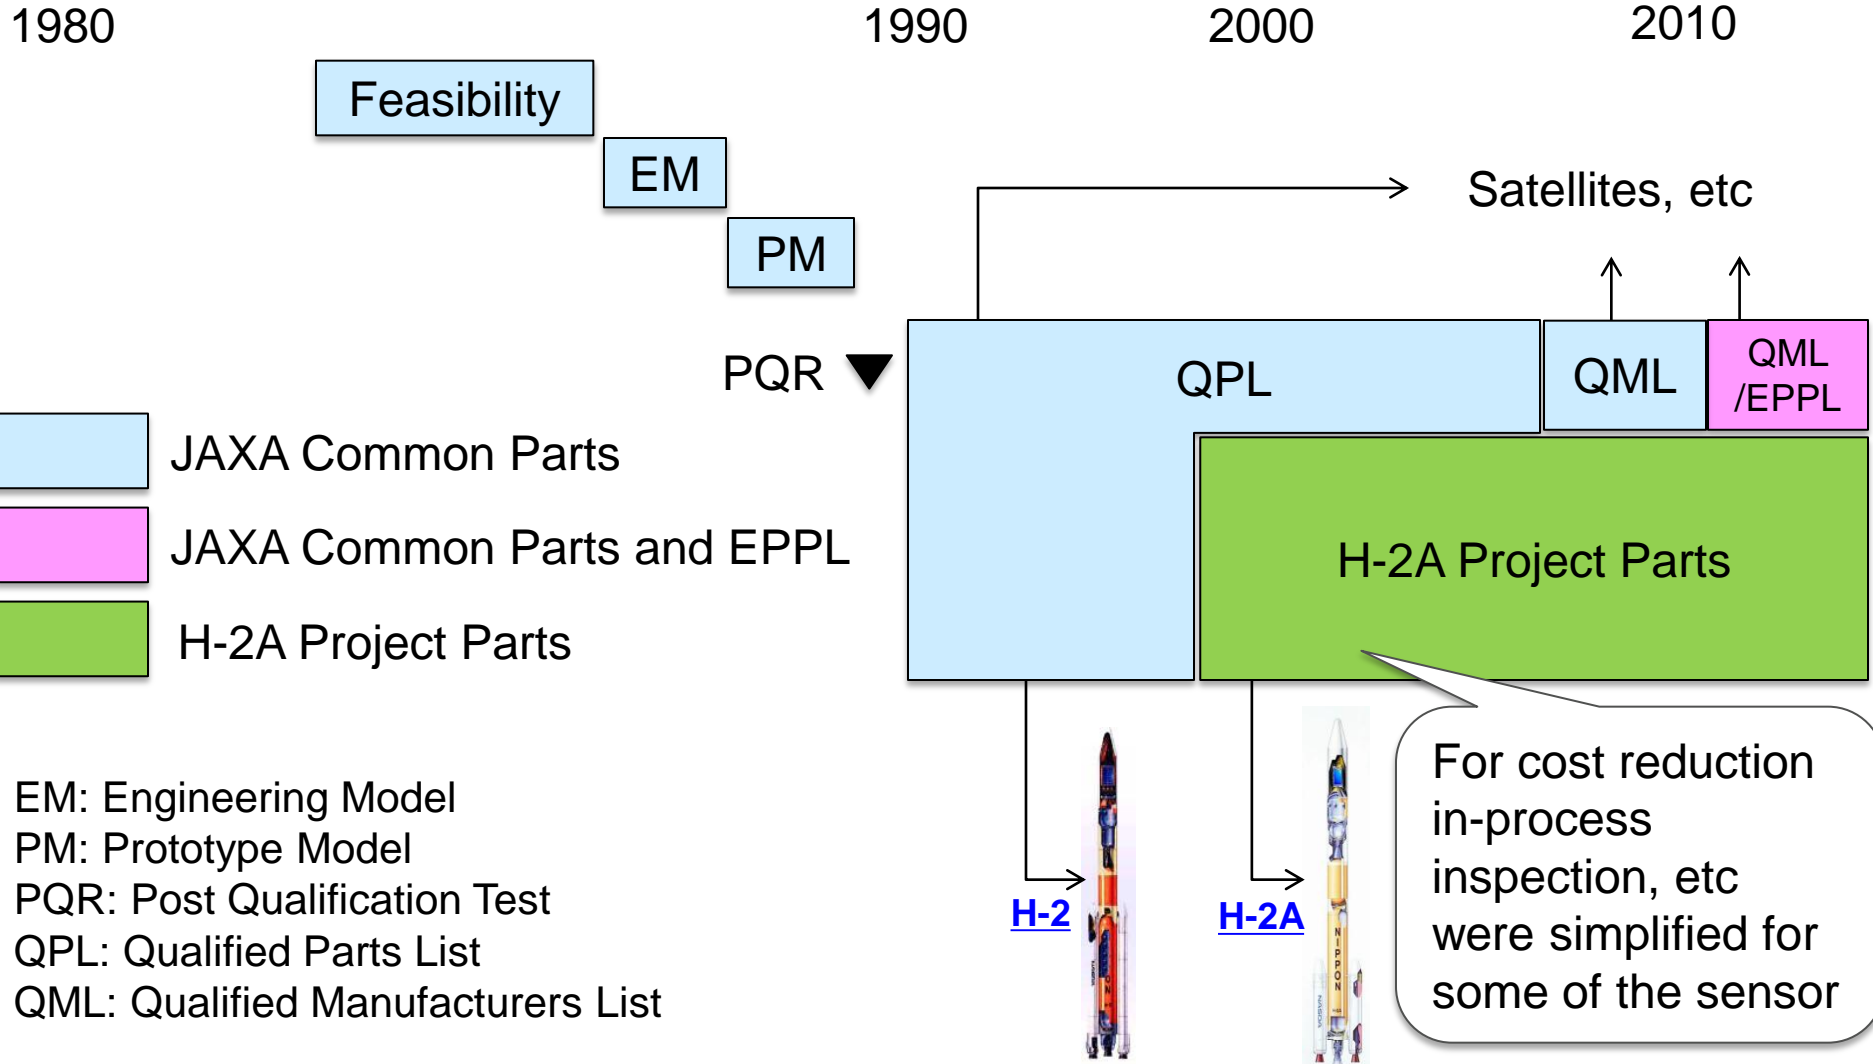 1980 1990 2000 2010
Feasibility
EM
PM
Satellites, etc
PQR
QPL
QML
QML
/EPPL
JAXA Common Parts
JAXA Common Parts and EPPL
H-2A Project Parts
H-2A Project Parts
EM: Engineering Model
PM: Prototype Model
PQR: Post Qualification Test
QPL: Qualified Parts List
QML: Qualified Manufacturers List
H-2
H-2A
NIPPON
For cost reduction
in-process
inspection, etc
were simplified for
some of the sensor